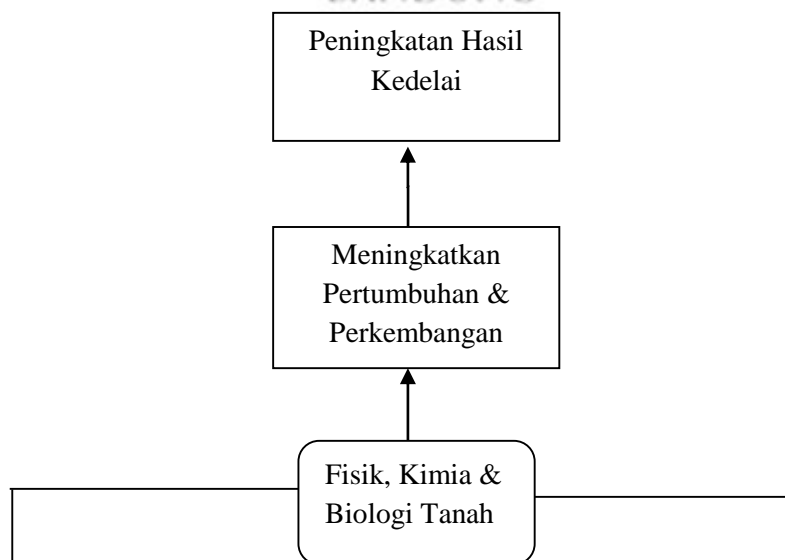 Peningkatan Hasil
Kedelai
Meningkatkan
Pertumbuhan &
Perkembangan
Fisik, Kimia &
Biologi Tanah